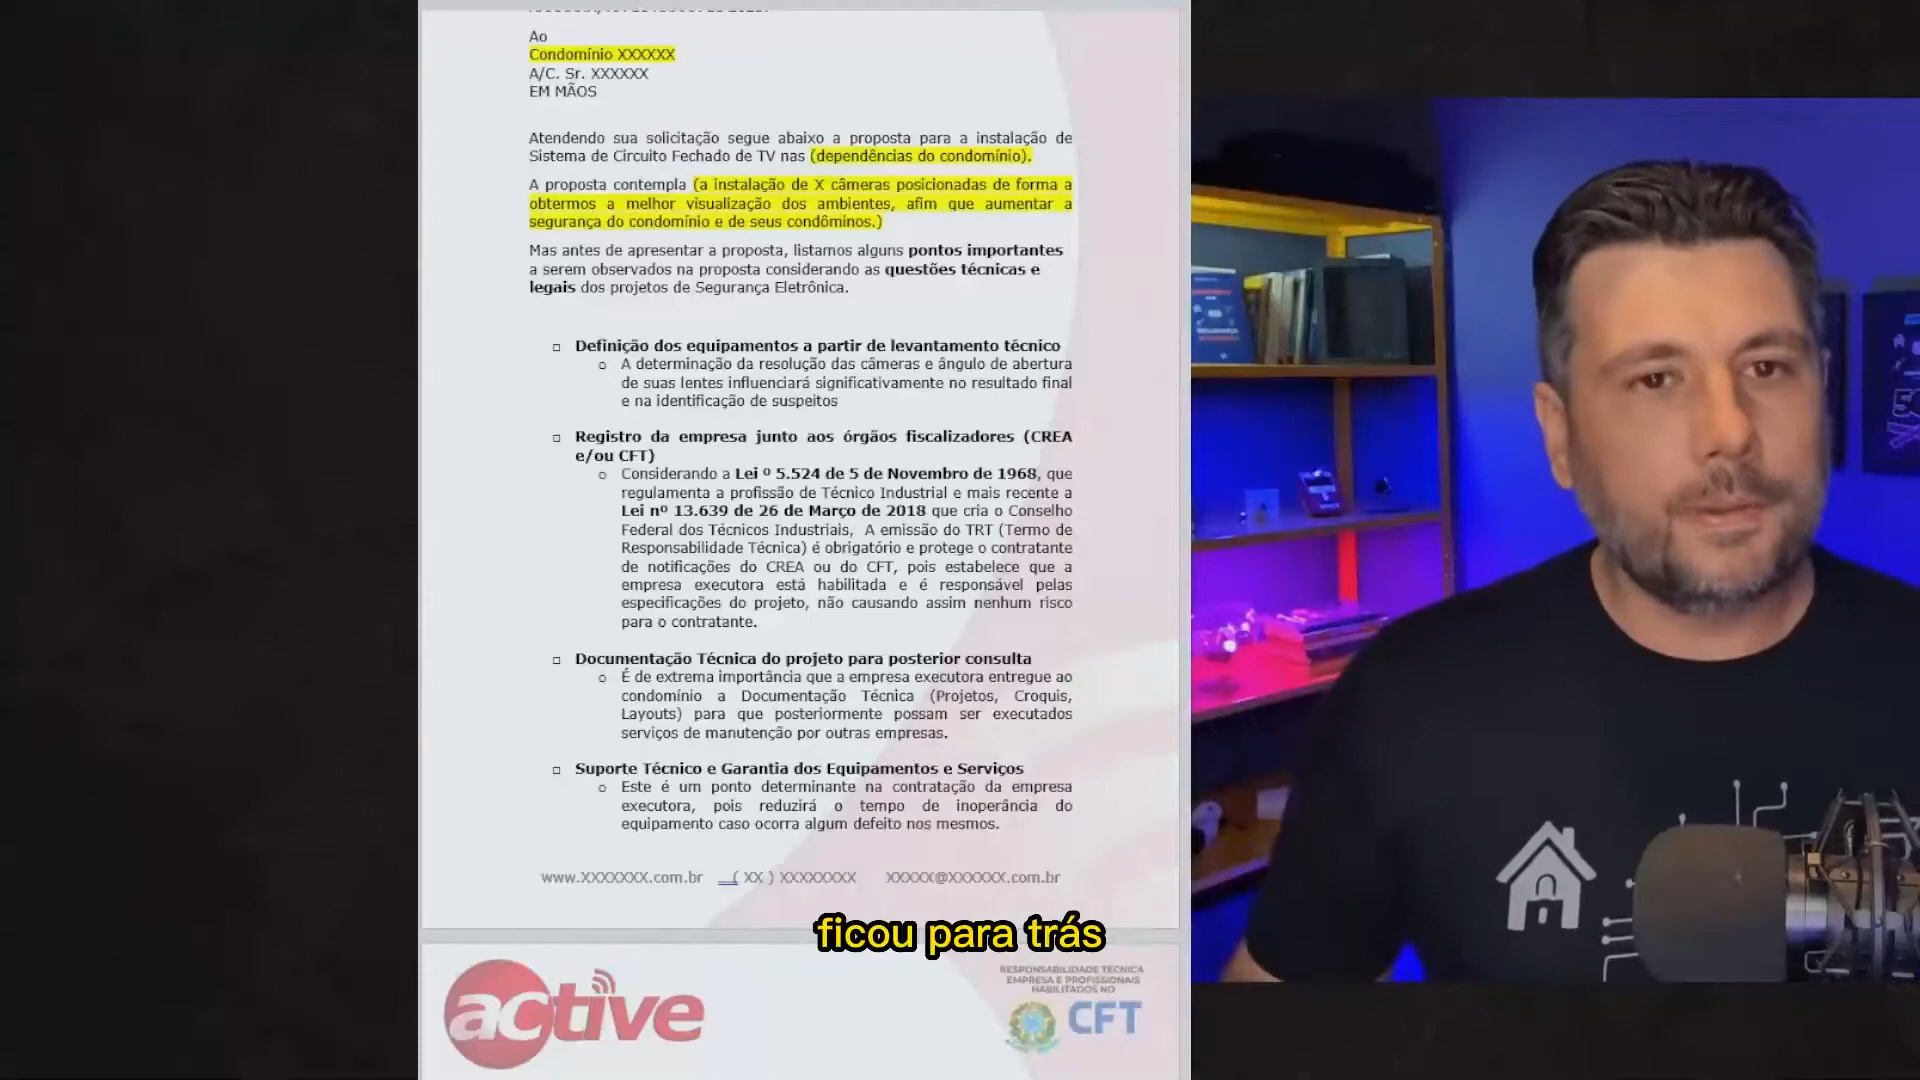 Ao
Condomínio XXXXXX
A/C. Sr. XXXXXX
EM MÃOS
Atendendo sua solicitação segue abaixo a proposta para a instalação de
Sistema de Circuito Fechado de TV nas (dependências do condomínio).
A proposta contempla (a instalação de X câmeras posicionadas de forma a
obtermos a melhor visualização dos ambientes, afim que aumentar a
segurança do condomínio e de seus condôminos.)
Mas antes de apresentar a proposta, listamos alguns pontos importantes
a serem observados na proposta considerando as questões técnicas e
legais dos projetos de Segurança Eletrônica.
Definição dos equipamentos a partir de levantamento técnico
A determinação da resolução das câmeras e ângulo de abertura
de suas lentes influenciará significativamente no resultado final
e na identificação de suspeitos
Registro da empresa junto aos órgãos fiscalizadores (CREA
e/ou CFT)
Considerando a Lei º 5.524 de 5 de Novembro de 1968, que
regulamenta a profissão de Técnico Industrial e mais recente a
Lei nº 13.639 de 26 de Março de 2018 que cria o Conselho
Federal dos Técnicos Industriais, A emissão do TRT (Termo de
Responsabilidade Técnica) é obrigatório e protege o contratante
de notificações do CREA ou do CFT, pois estabelece que a
empresa executora está habilitada e é responsável pelas
especificações do projeto, não causando assim nenhum risco
para o contratante.
Documentação Técnica do projeto para posterior consulta
É de extrema importância que a empresa executora entregue ao
condomínio a Documentação Técnica (Projetos, Croquis,
Layouts) para que posteriormente possam ser executados
serviços de manutenção por outras empresas.
Suporte Técnico e Garantia dos Equipamentos e Serviços
Este é um ponto determinante na contratação da empresa
executora, pois reduzirá o tempo de inoperância do
equipamento caso ocorra algum defeito nos mesmos.
www.XXXXXXX.com.br ( XX ) XXXXXXXX XXXXX@XXXXXX.com.br
ficou para trás
active
RESPONSABILIDADE TÉCNICA
EMPRESA E PROFISSIONAIS
HABILITADOS NO
CFT